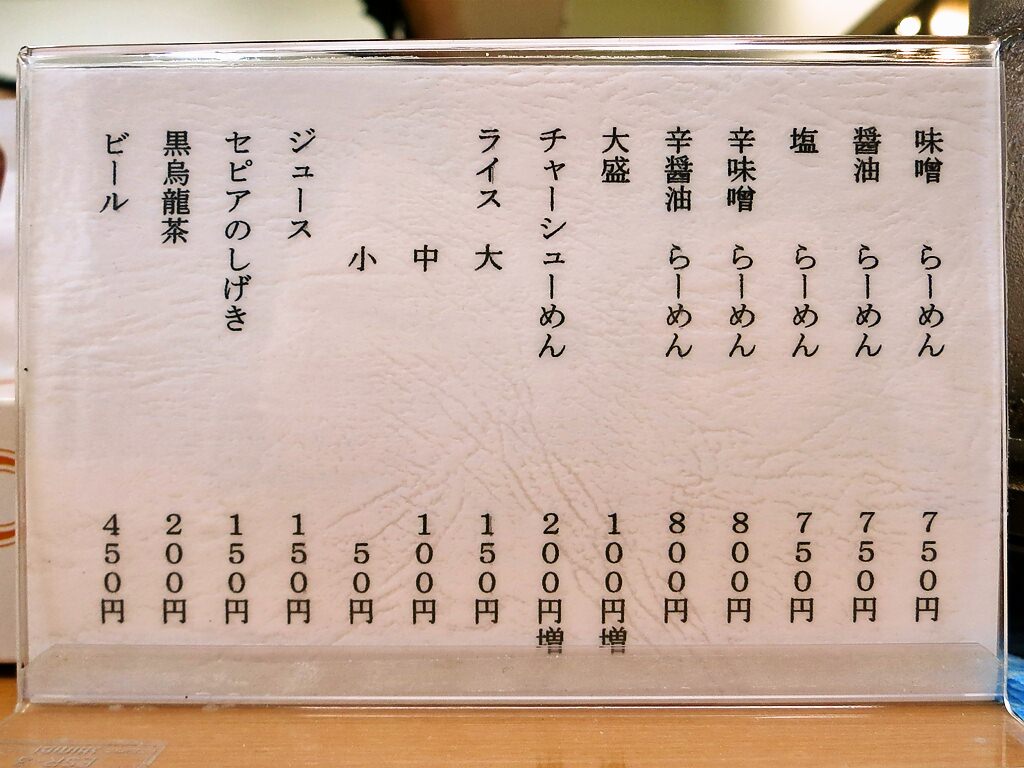 味噌　らーめん　７５０円
醤油　らーめん　７５０円
塩　らーめん　７５０円
辛味噌　らーめん　８００円
辛醤油　らーめん　８００円
大盛　１００円増
チャーシューめん　２００円増
ライス　大　１５０円
中　１００円
小　５０円
ジュース　１５０円
セピアのしげき　１５０円
黒烏龍茶　２００円
ビール　４５０円